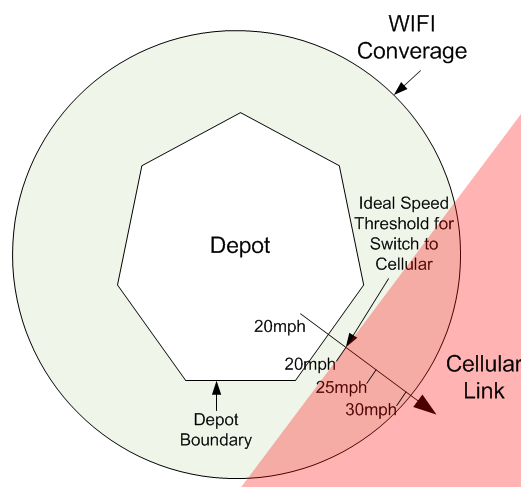 WIFI
Converage
Ideal Speed
Threshold for
Switch to
Cellular
Depot
20mph
20mph
25mph
30mph
Cellular
Link
Depot
Boundary